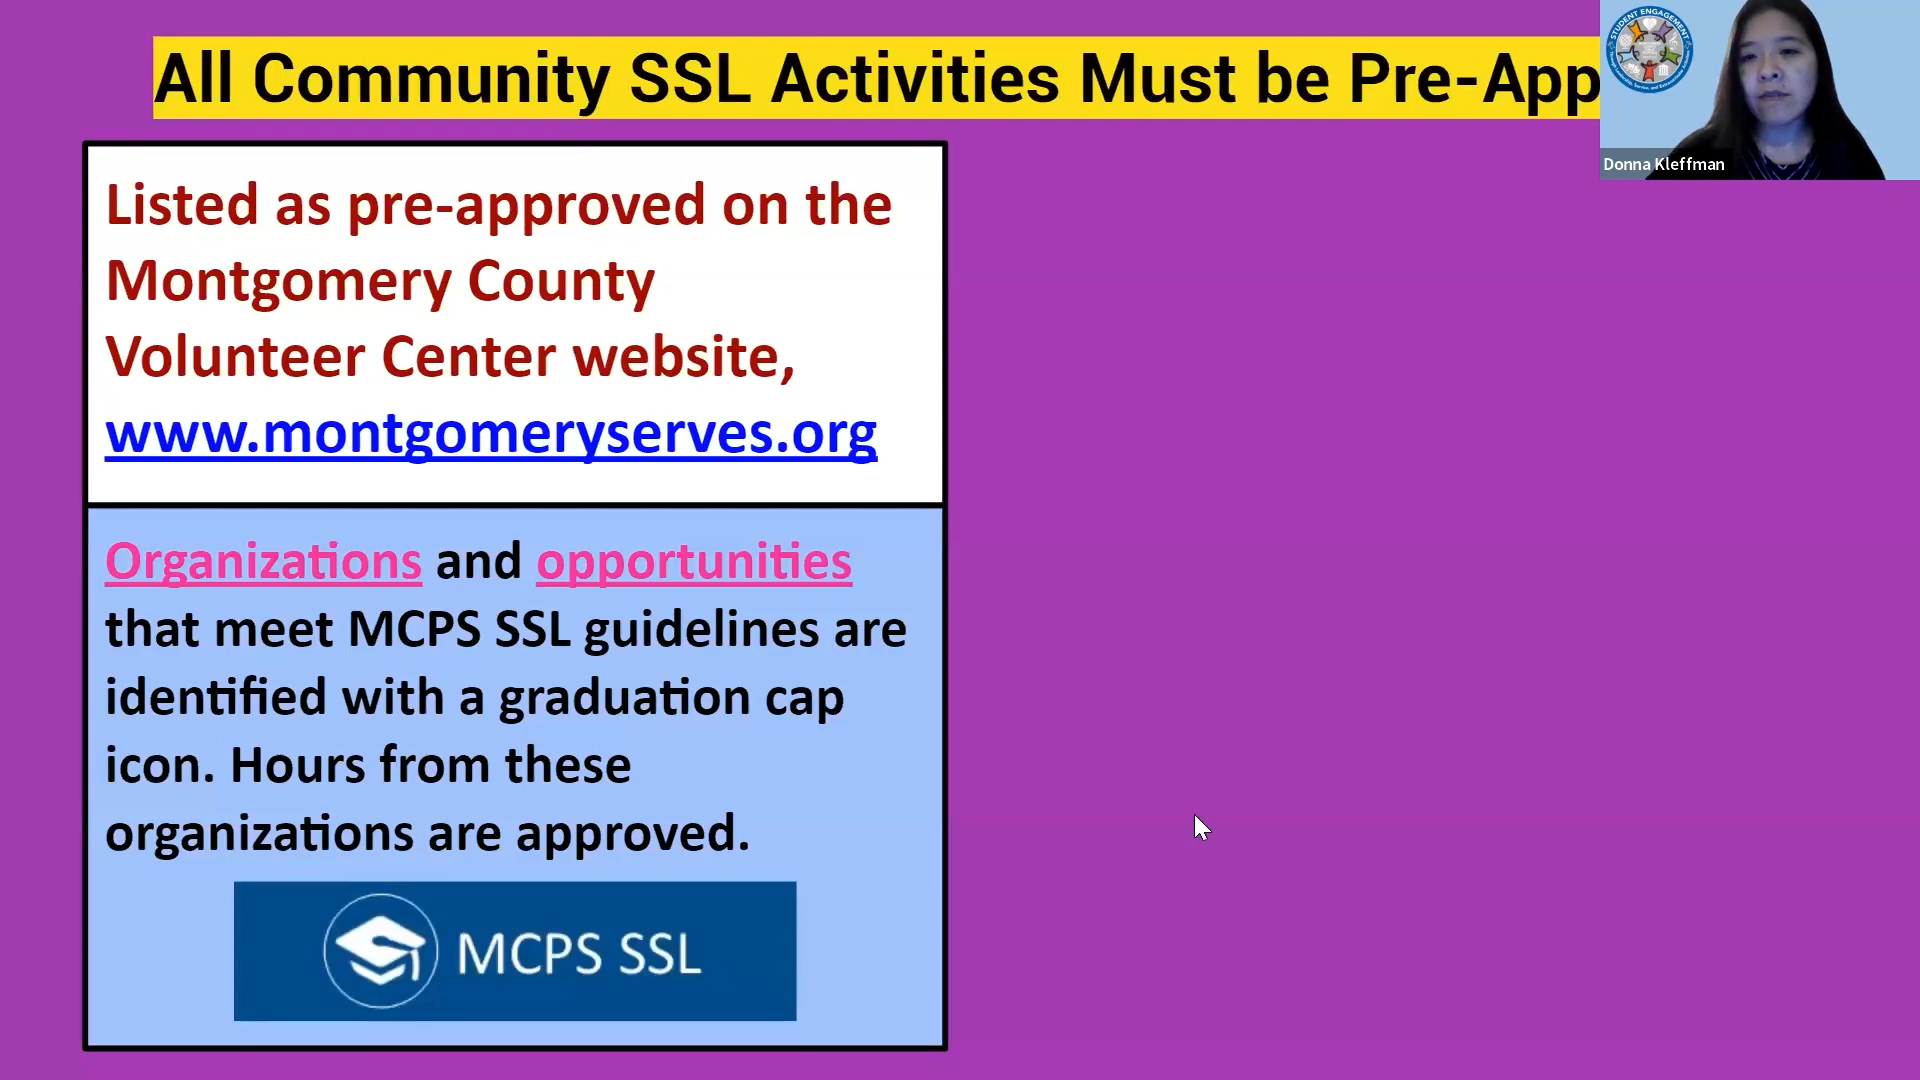 All Community SSL Activities Must be Pre-App
STUDENT ENGAGEMENT
Donna Kleffman
Listed as pre-approved on the
Montgomery County
Volunteer Center website,
www.montgomeryserves.org
Organizations and opportunities
that meet MCPS SSL guidelines are
identified with a graduation cap
icon. Hours from these
organizations are approved.
MCPS SSL